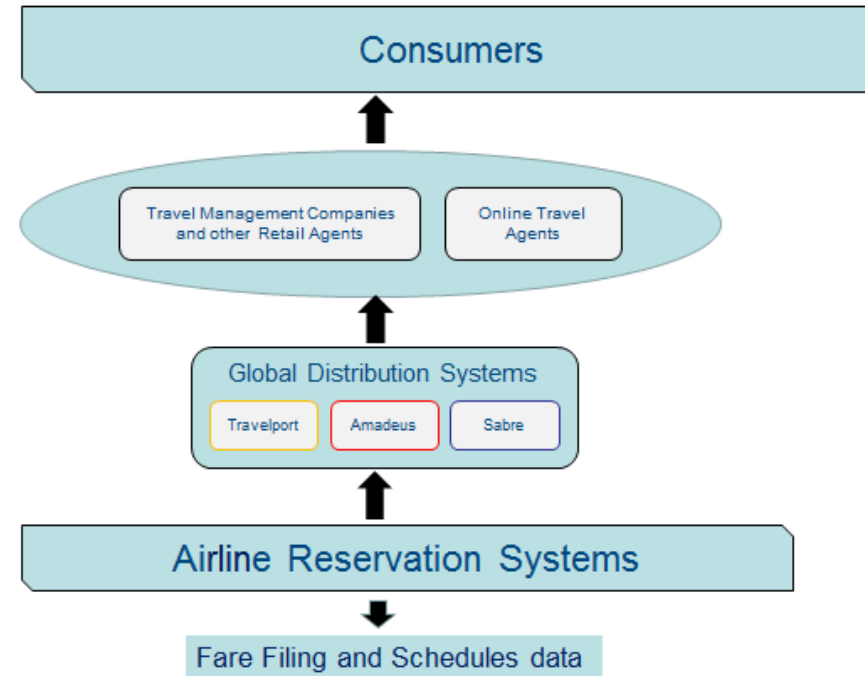 Consumers
Travel Management Companies
and other Retail Agents
Online Travel
Agents
Global Distribution Systems
Travelport
Amadeus
Sabre
Airline Reservation Systems
Fare Filing and Schedules data